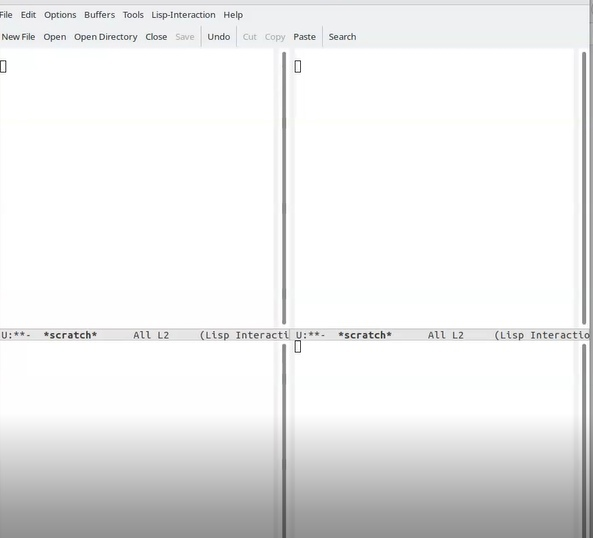 File Edit Options Buffers Tools Lisp-Interaction Help
New File Open Open Directory Close Save Undo Cut Copy Paste Search
U:**- *scratch* All L2 (Lisp Interacti U:**- *scratch* All L2 (Lisp Interactio